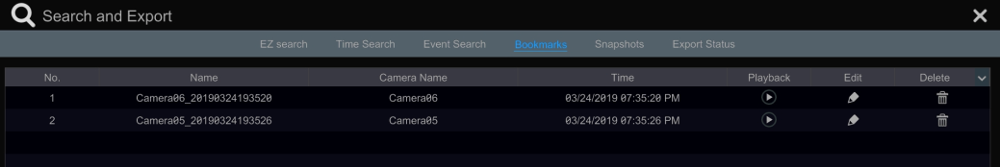 Search and Export
EZ search Time Search Event Search Bookmarks Snapshots Export Status
No. Name Camera Name Time Playback Edit Delete
1 Camera06_20190324193520 Camera06 03/24/2019 07:35:20 PM
2 Camera05_20190324193526 Camera05 03/24/2019 07:35:26 PM